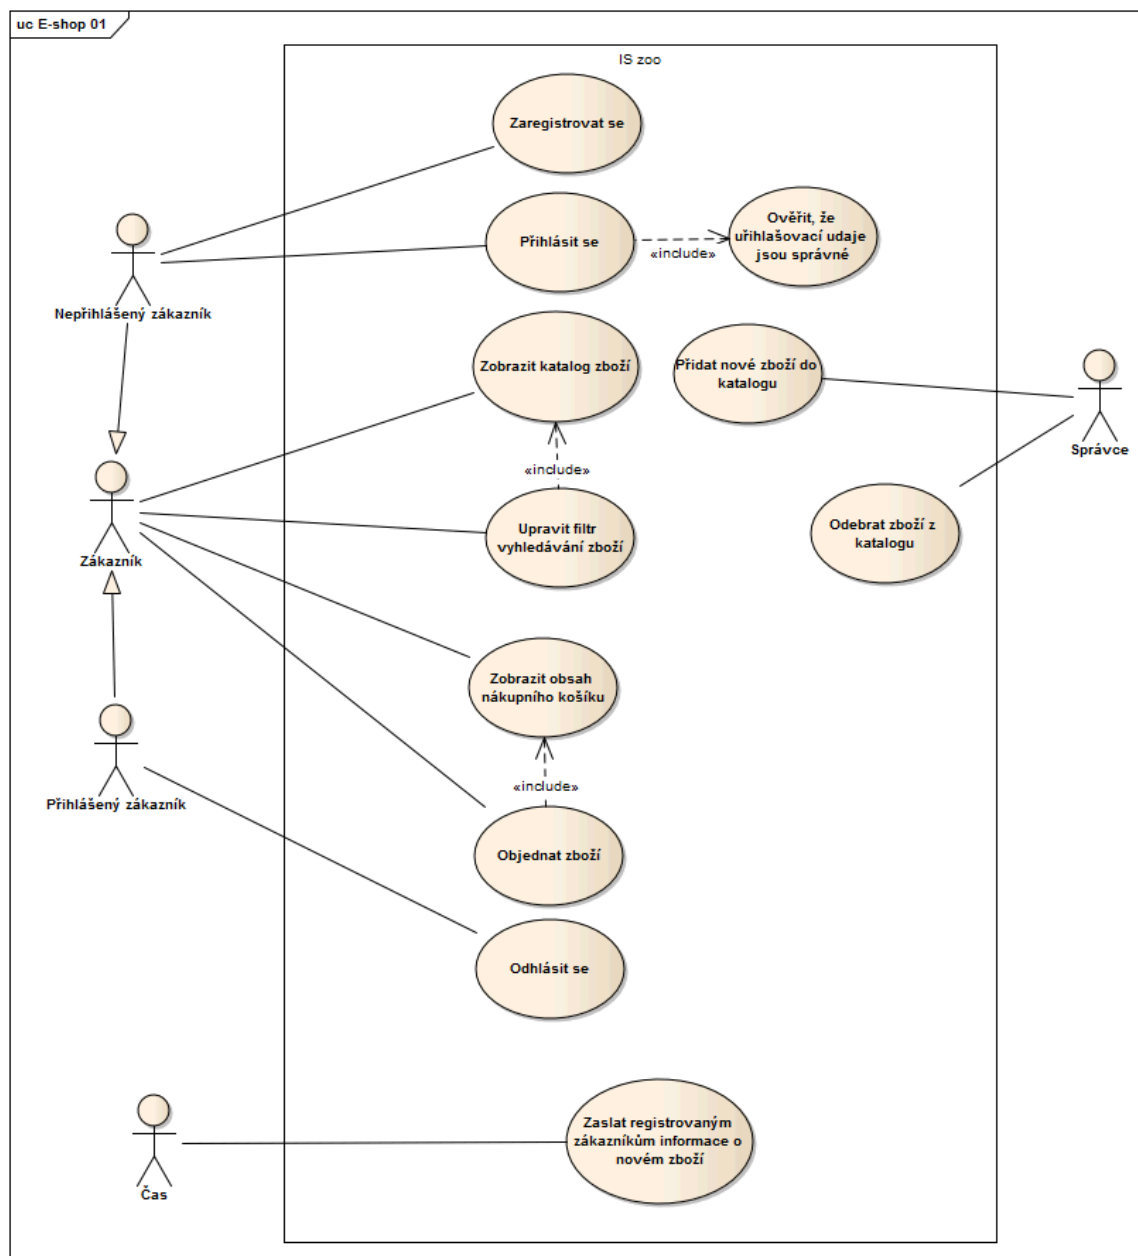 uc E-shop 01
IS zoo
Zaregistrovat se
Přihlásit se
«include»
Ověřit, že
uřihlašovací udaje
jsou správné
Nepřihlášený zákazník
Zobrazit katalog zboží
Přidat nové zboží do
katalogu
Správce
«include»
Zákazník
Upravit filtr
vyhledávání zboží
Odebrat zboží z
katalogu
Zobrazit obsah
nákupního košíku
«include»
Přihlášený zákazník
Objednat zboží
Odhlásit se
Zaslat registrovaným
zákazníkům informace o
novém zboží
Čas